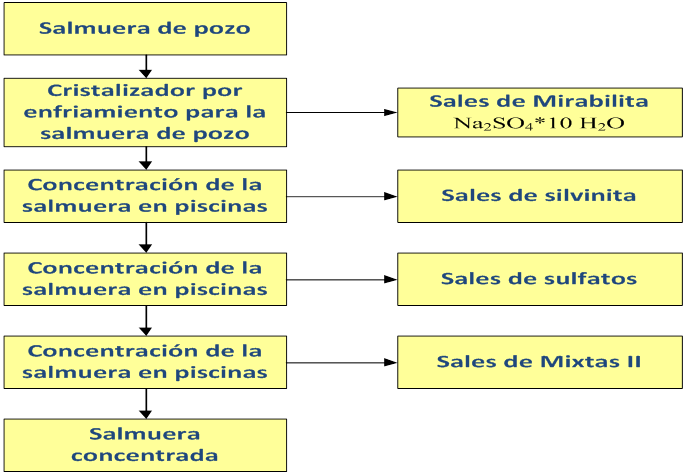 Salmuera de pozo
Cristalizador por
enfriamiento para la
salmuera de pozo
Sales de Mirabilita
Na₂SO₄*10 H₂O
Concentración de la
salmuera en piscinas
Sales de silvinita
Concentración de la
salmuera en piscinas
Sales de sulfatos
Concentración de la
salmuera en piscinas
Sales de Mixtas II
Salmuera
concentrada